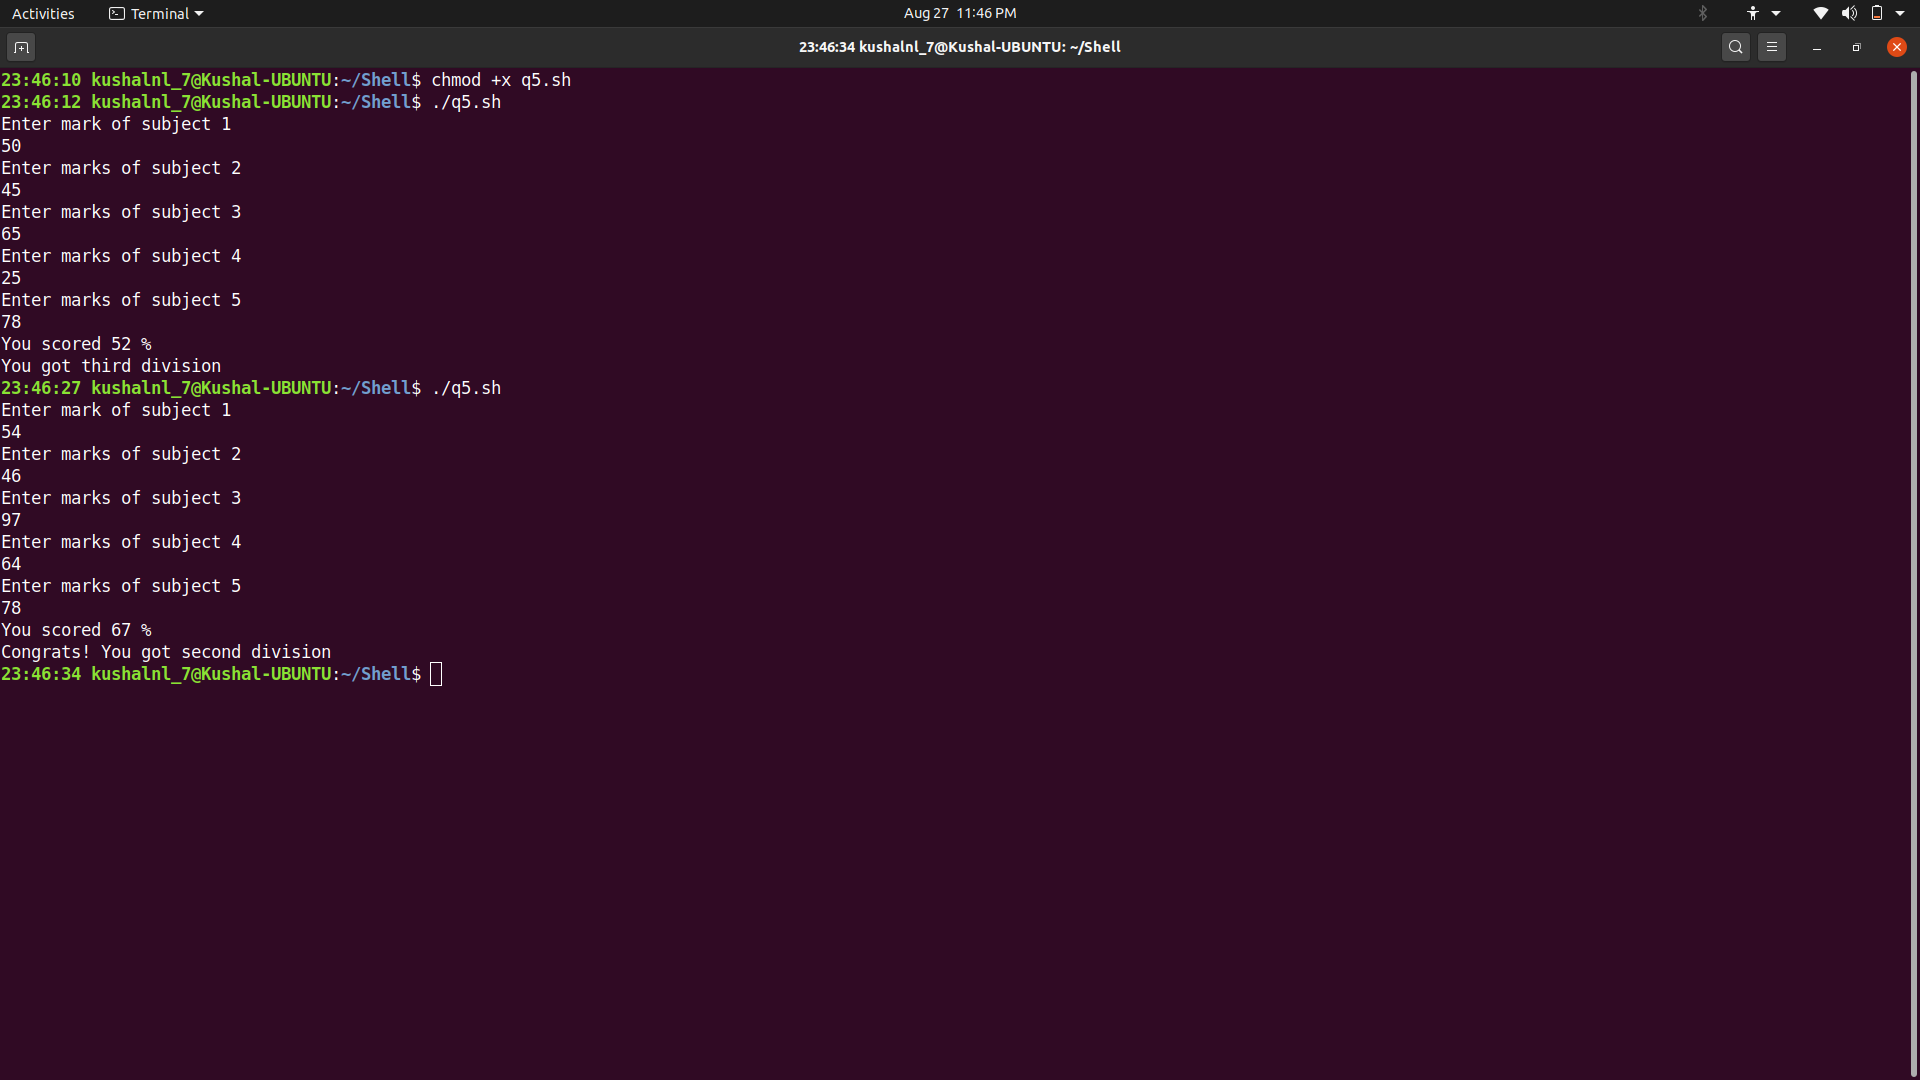 Activities Terminal Aug 27 11:46 PM
23:46:34 kushalnl_7@Kushal-UBUNTU: ~/Shell
23:46:10 kushalnl_7@Kushal-UBUNTU:~/Shell$ chmod +x q5.sh
23:46:12 kushalnl_7@Kushal-UBUNTU:~/Shell$ ./q5.sh
Enter mark of subject 1
50
Enter marks of subject 2
45
Enter marks of subject 3
65
Enter marks of subject 4
25
Enter marks of subject 5
78
You scored 52 %
You got third division
23:46:27 kushalnl_7@Kushal-UBUNTU:~/Shell$ ./q5.sh
Enter mark of subject 1
54
Enter marks of subject 2
46
Enter marks of subject 3
97
Enter marks of subject 4
64
Enter marks of subject 5
78
You scored 67 %
Congrats! You got second division
23:46:34 kushalnl_7@Kushal-UBUNTU:~/Shell$